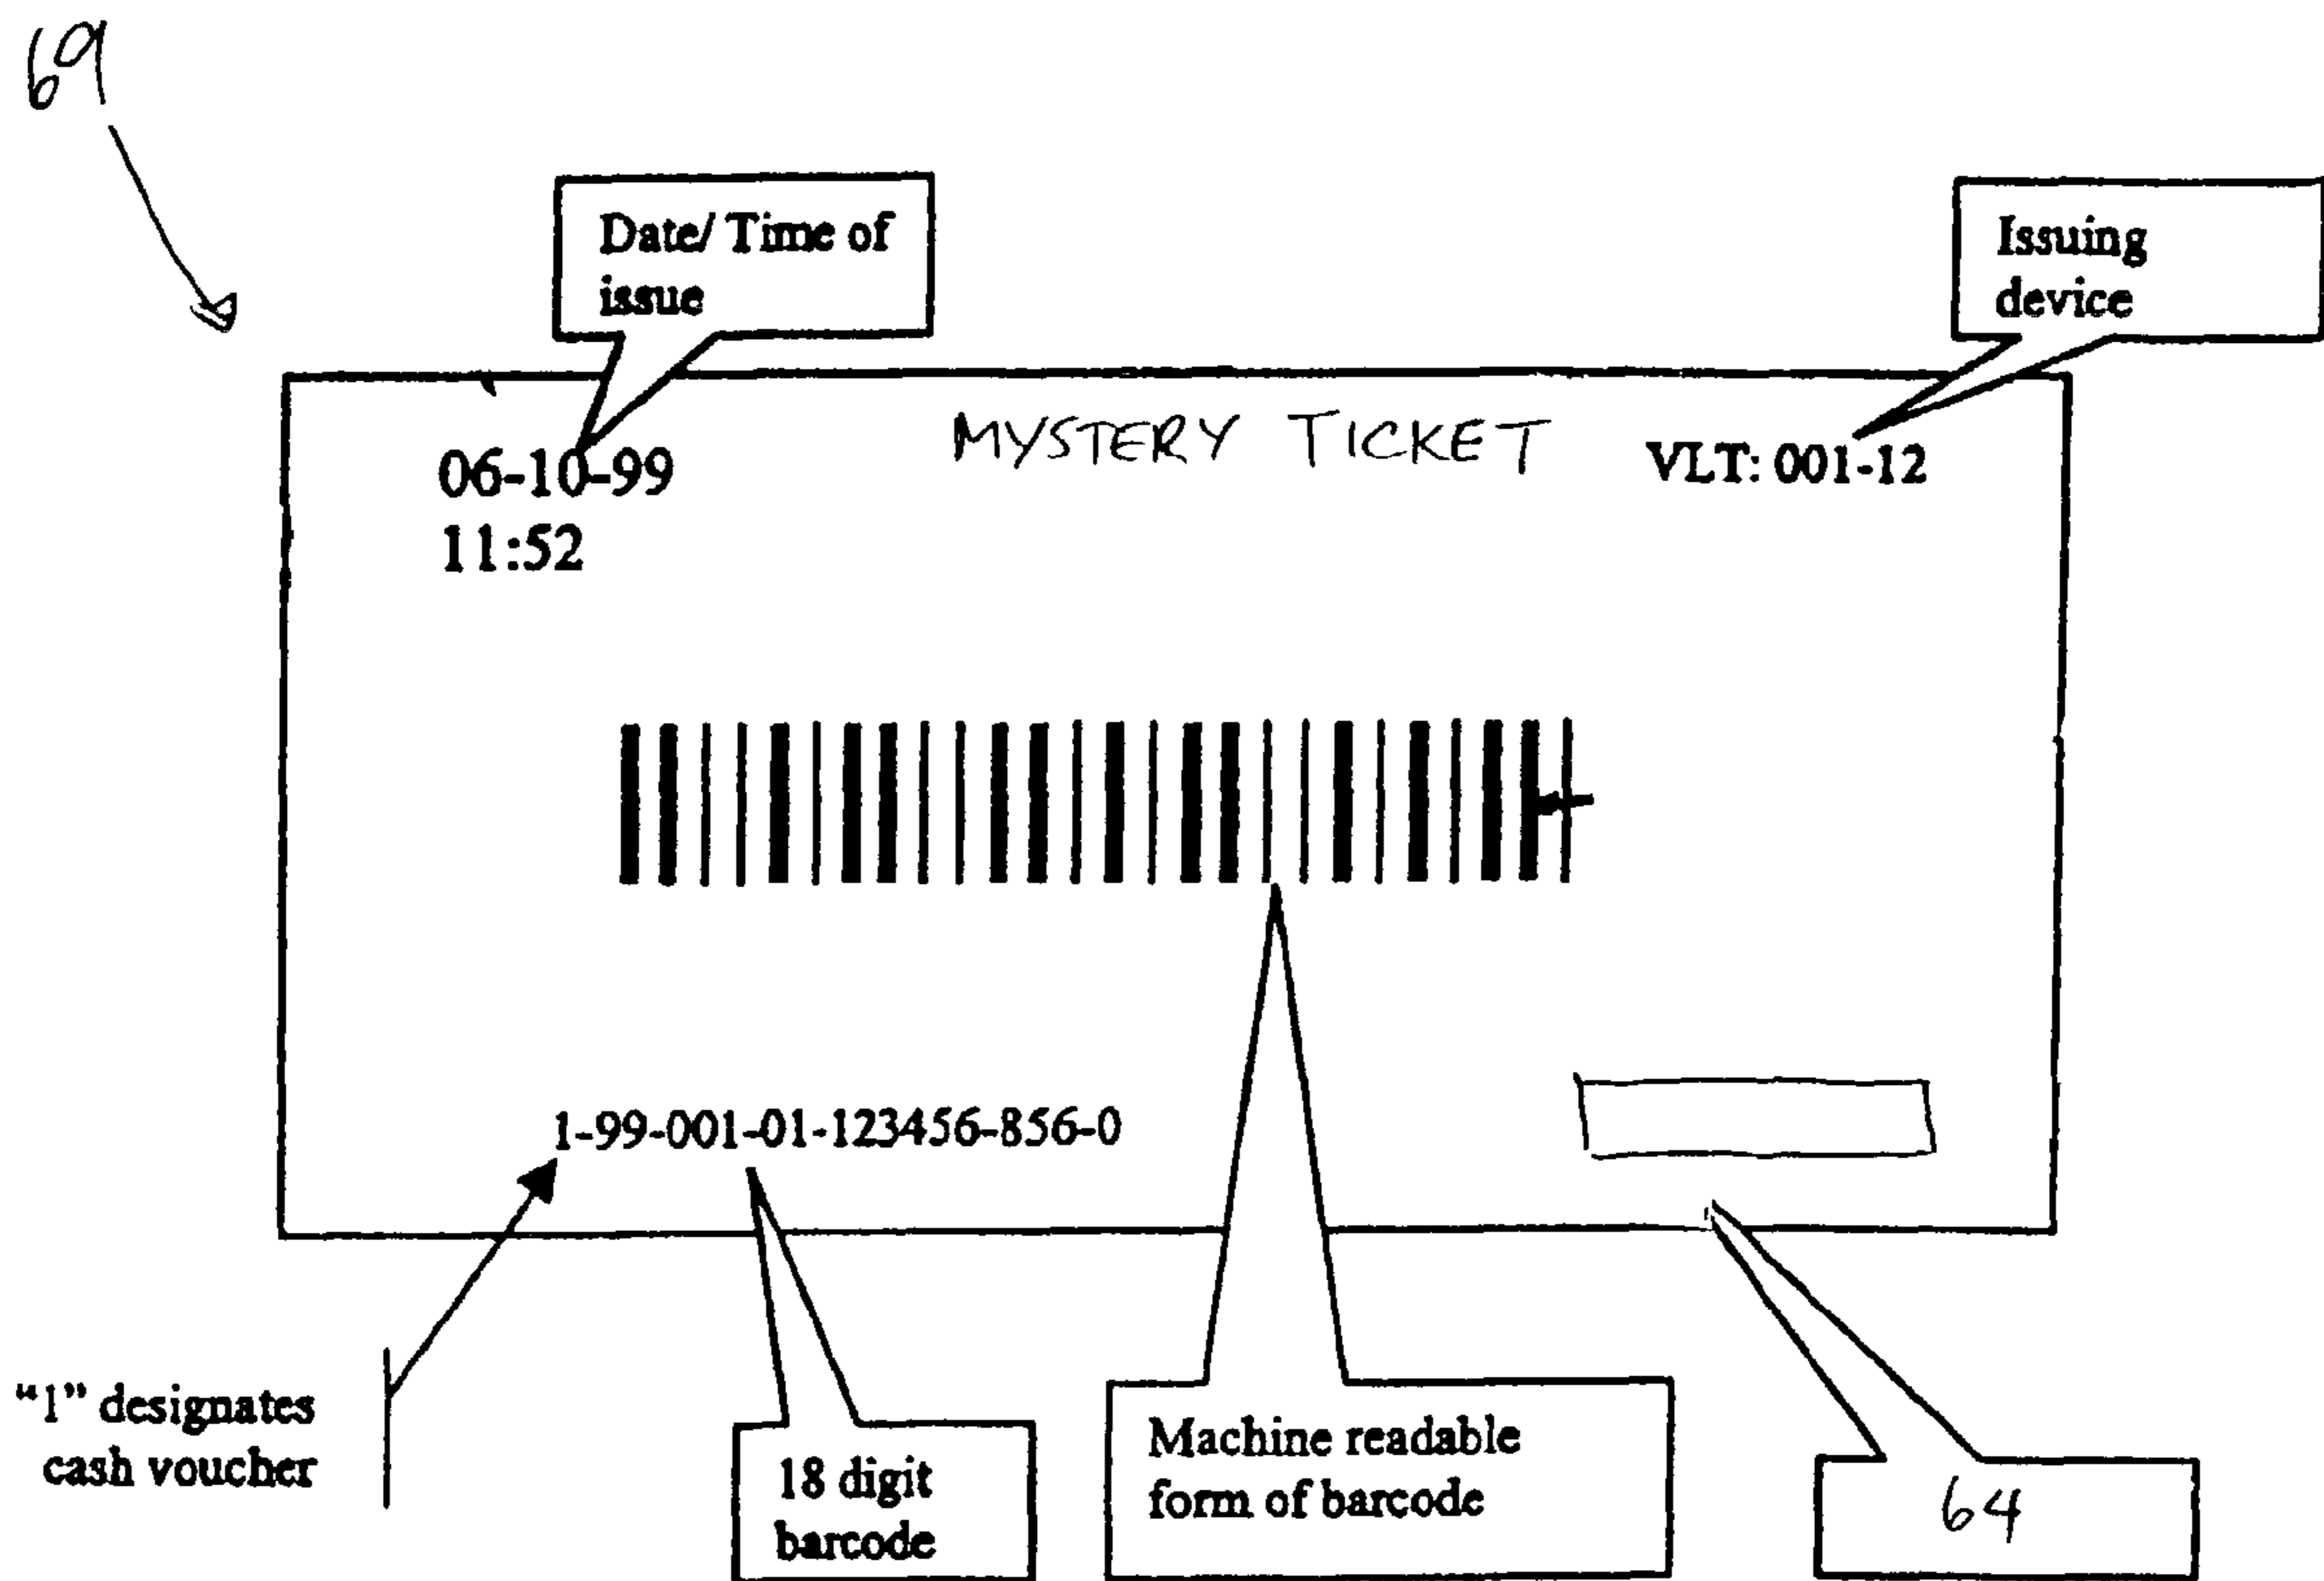 69
Date/ Time of
issue
Issuing
device
MYSTERY TICKET
06-10-99
11:52
VLT: 001-12
1-99-001-01-123456-856-0
"1" designates
cash voucher
18 digit
barcode
Machine readable
form of barcode
64